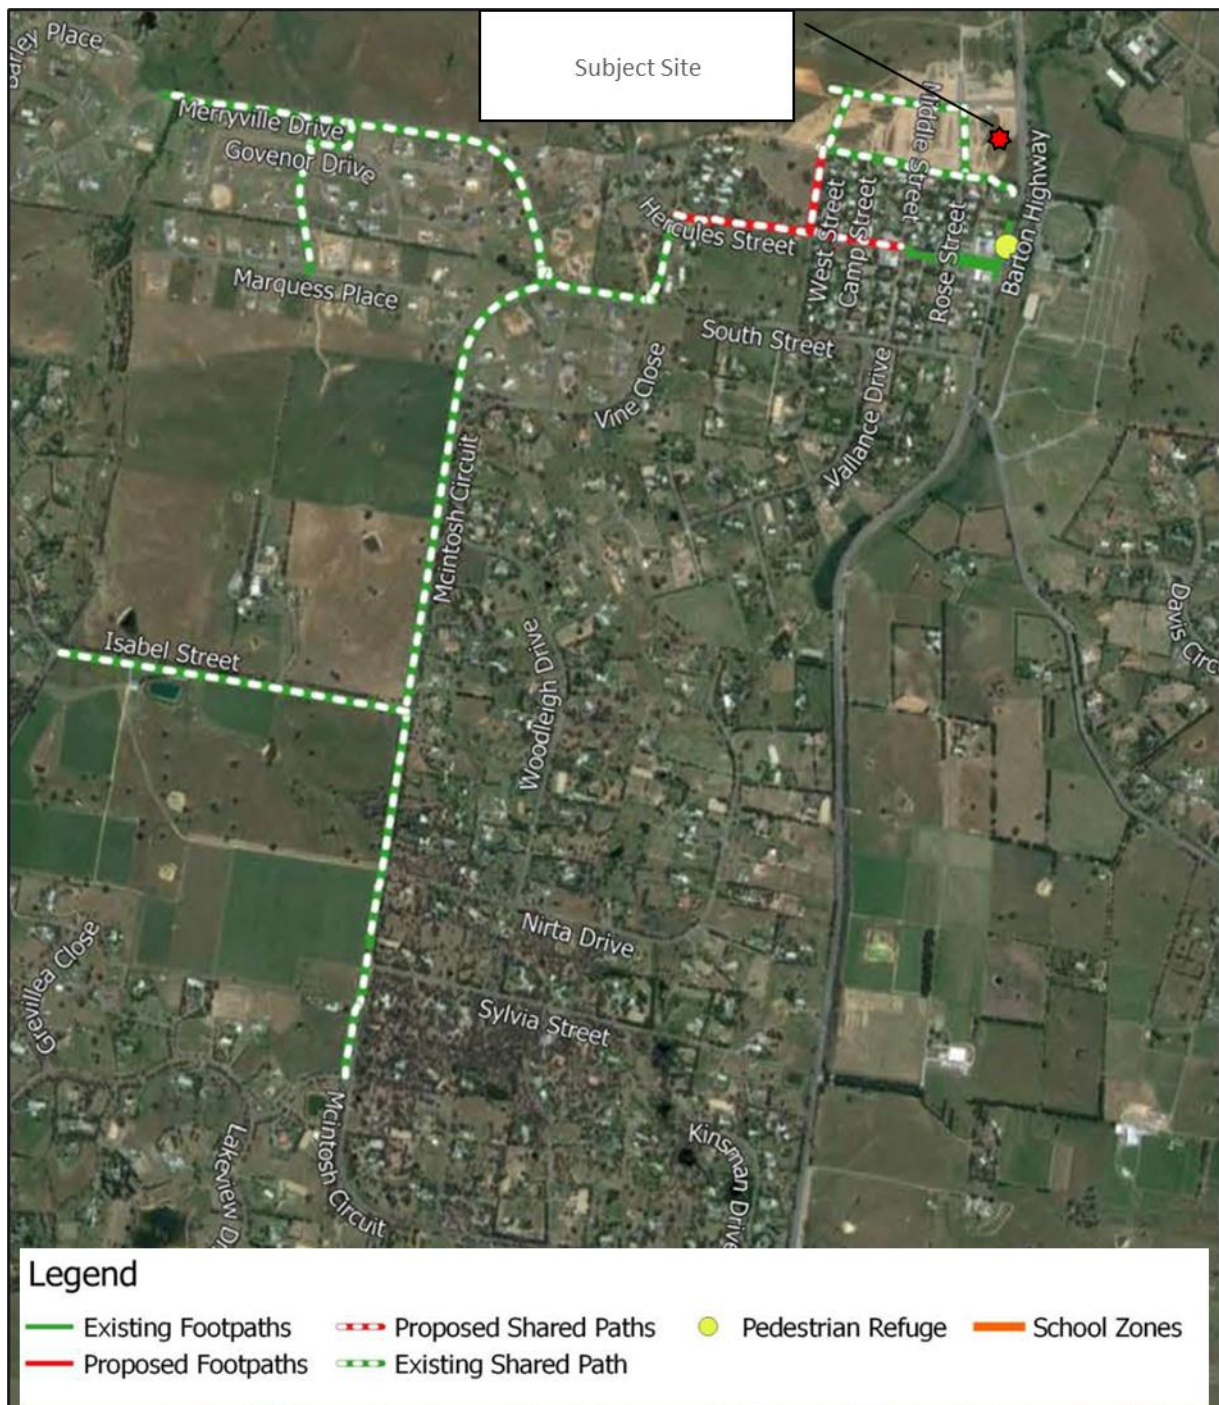 Barley Place
Subject Site
Merryville Drive
Govenor Drive
Middle Street
Barton Highway
Hercules Street
West Street
Camp Street
Rose Street
Marquess Place
South Street
Vine Close
Vallance Drive
Mcintosh Circuit
Davis Circ
Isabel Street
Woodleigh Drive
Nirta Drive
Grevillea Close
Sylvia Street
Mcintosh Circuit
Lakeview Dr
Kinsman Drive
Legend
Existing Footpaths Proposed Shared Paths Pedestrian Refuge School Zones
Proposed Footpaths Existing Shared Path